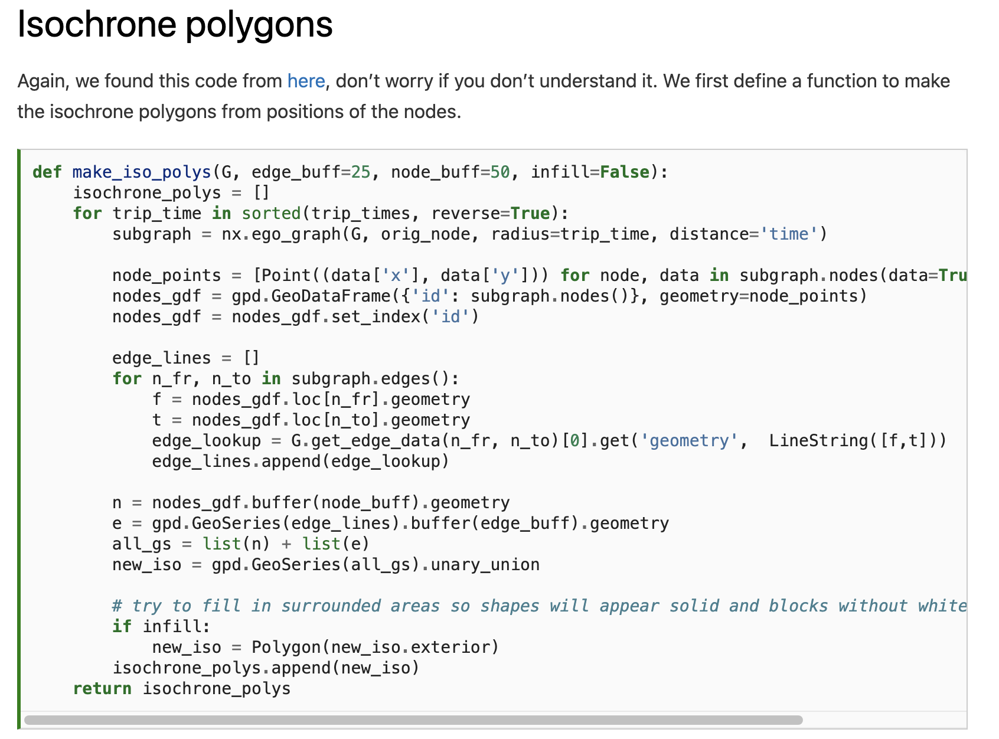 Isochrone polygons
Again, we found this code from here, don’t worry if you don’t understand it. We first define a function to make
the isochrone polygons from positions of the nodes.
def make_iso_polys(G, edge_buff=25, node_buff=50, infill=False):
    isochrone_polys = []
    for trip_time in sorted(trip_times, reverse=True):
        subgraph = nx.ego_graph(G, orig_node, radius=trip_time, distance='time')
        node_points = [Point((data['x'], data['y'])) for node, data in subgraph.nodes(data=Tru
        nodes_gdf = gpd.GeoDataFrame({'id': subgraph.nodes()}, geometry=node_points)
        nodes_gdf = nodes_gdf.set_index('id')
        edge_lines = []
        for n_fr, n_to in subgraph.edges():
            f = nodes_gdf.loc[n_fr].geometry
            t = nodes_gdf.loc[n_to].geometry
            edge_lookup = G.get_edge_data(n_fr, n_to)[0].get('geometry',  LineString([f,t]))
            edge_lines.append(edge_lookup)
        n = nodes_gdf.buffer(node_buff).geometry
        e = gpd.GeoSeries(edge_lines).buffer(edge_buff).geometry
        all_gs = list(n) + list(e)
        new_iso = gpd.GeoSeries(all_gs).unary_union
        # try to fill in surrounded areas so shapes will appear solid and blocks without white
        if infill:
            new_iso = Polygon(new_iso.exterior)
        isochrone_polys.append(new_iso)
    return isochrone_polys